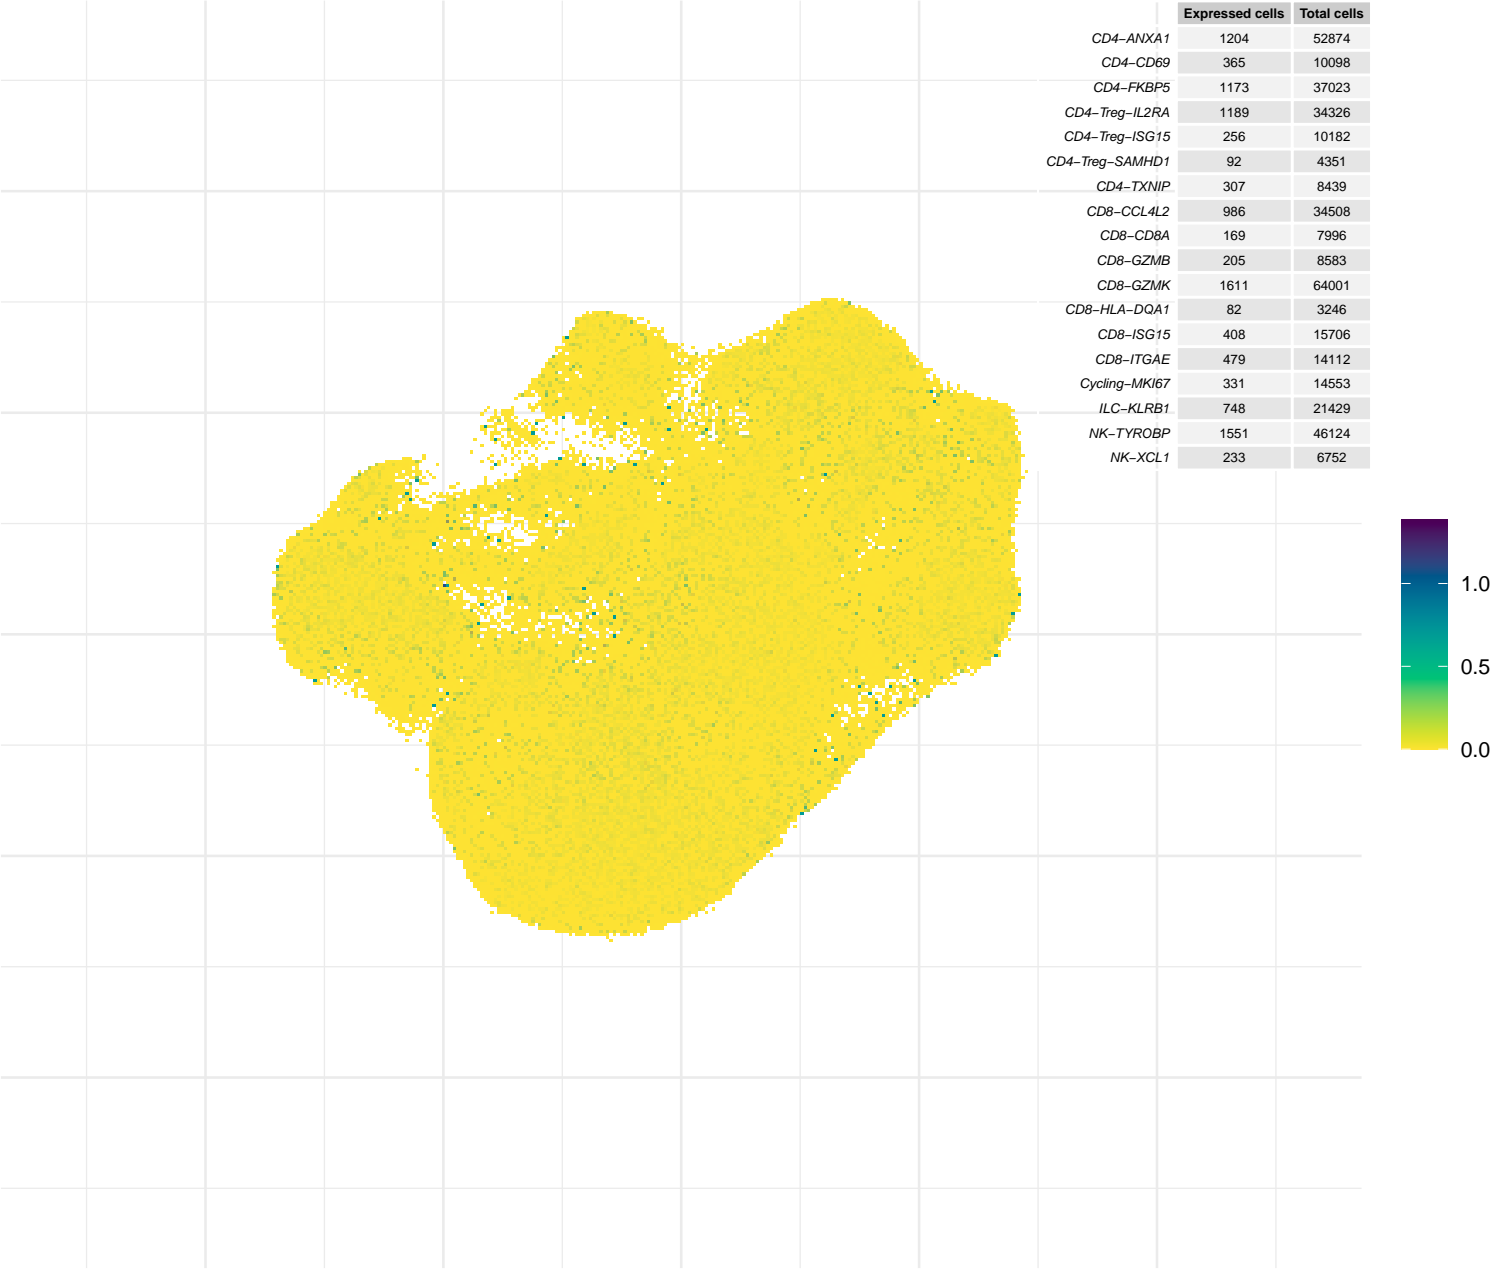 Expressed cells Total cells
CD4−ANXA1 1204 52874
CD4−CD69 365 10098
CD4−FKBP5 1173 37023
CD4−Treg−IL2RA 1189 34326
CD4−Treg−ISG15 256 10182
CD4−Treg−SAMHD1 92 4351
CD4−TXNIP 307 8439
CD8−CCL4L2 986 34508
CD8−CD8A 169 7996
CD8−GZMB 205 8583
CD8−GZMK 1611 64001
CD8−HLA−DQA1 82 3246
CD8−ISG15 408 15706
CD8−ITGAE 479 14112
Cycling−MKI67 331 14553
ILC−KLRB1 748 21429
NK−TYROBP 1551 46124
NK−XCL1 233 6752
1.0
0.5
0.0